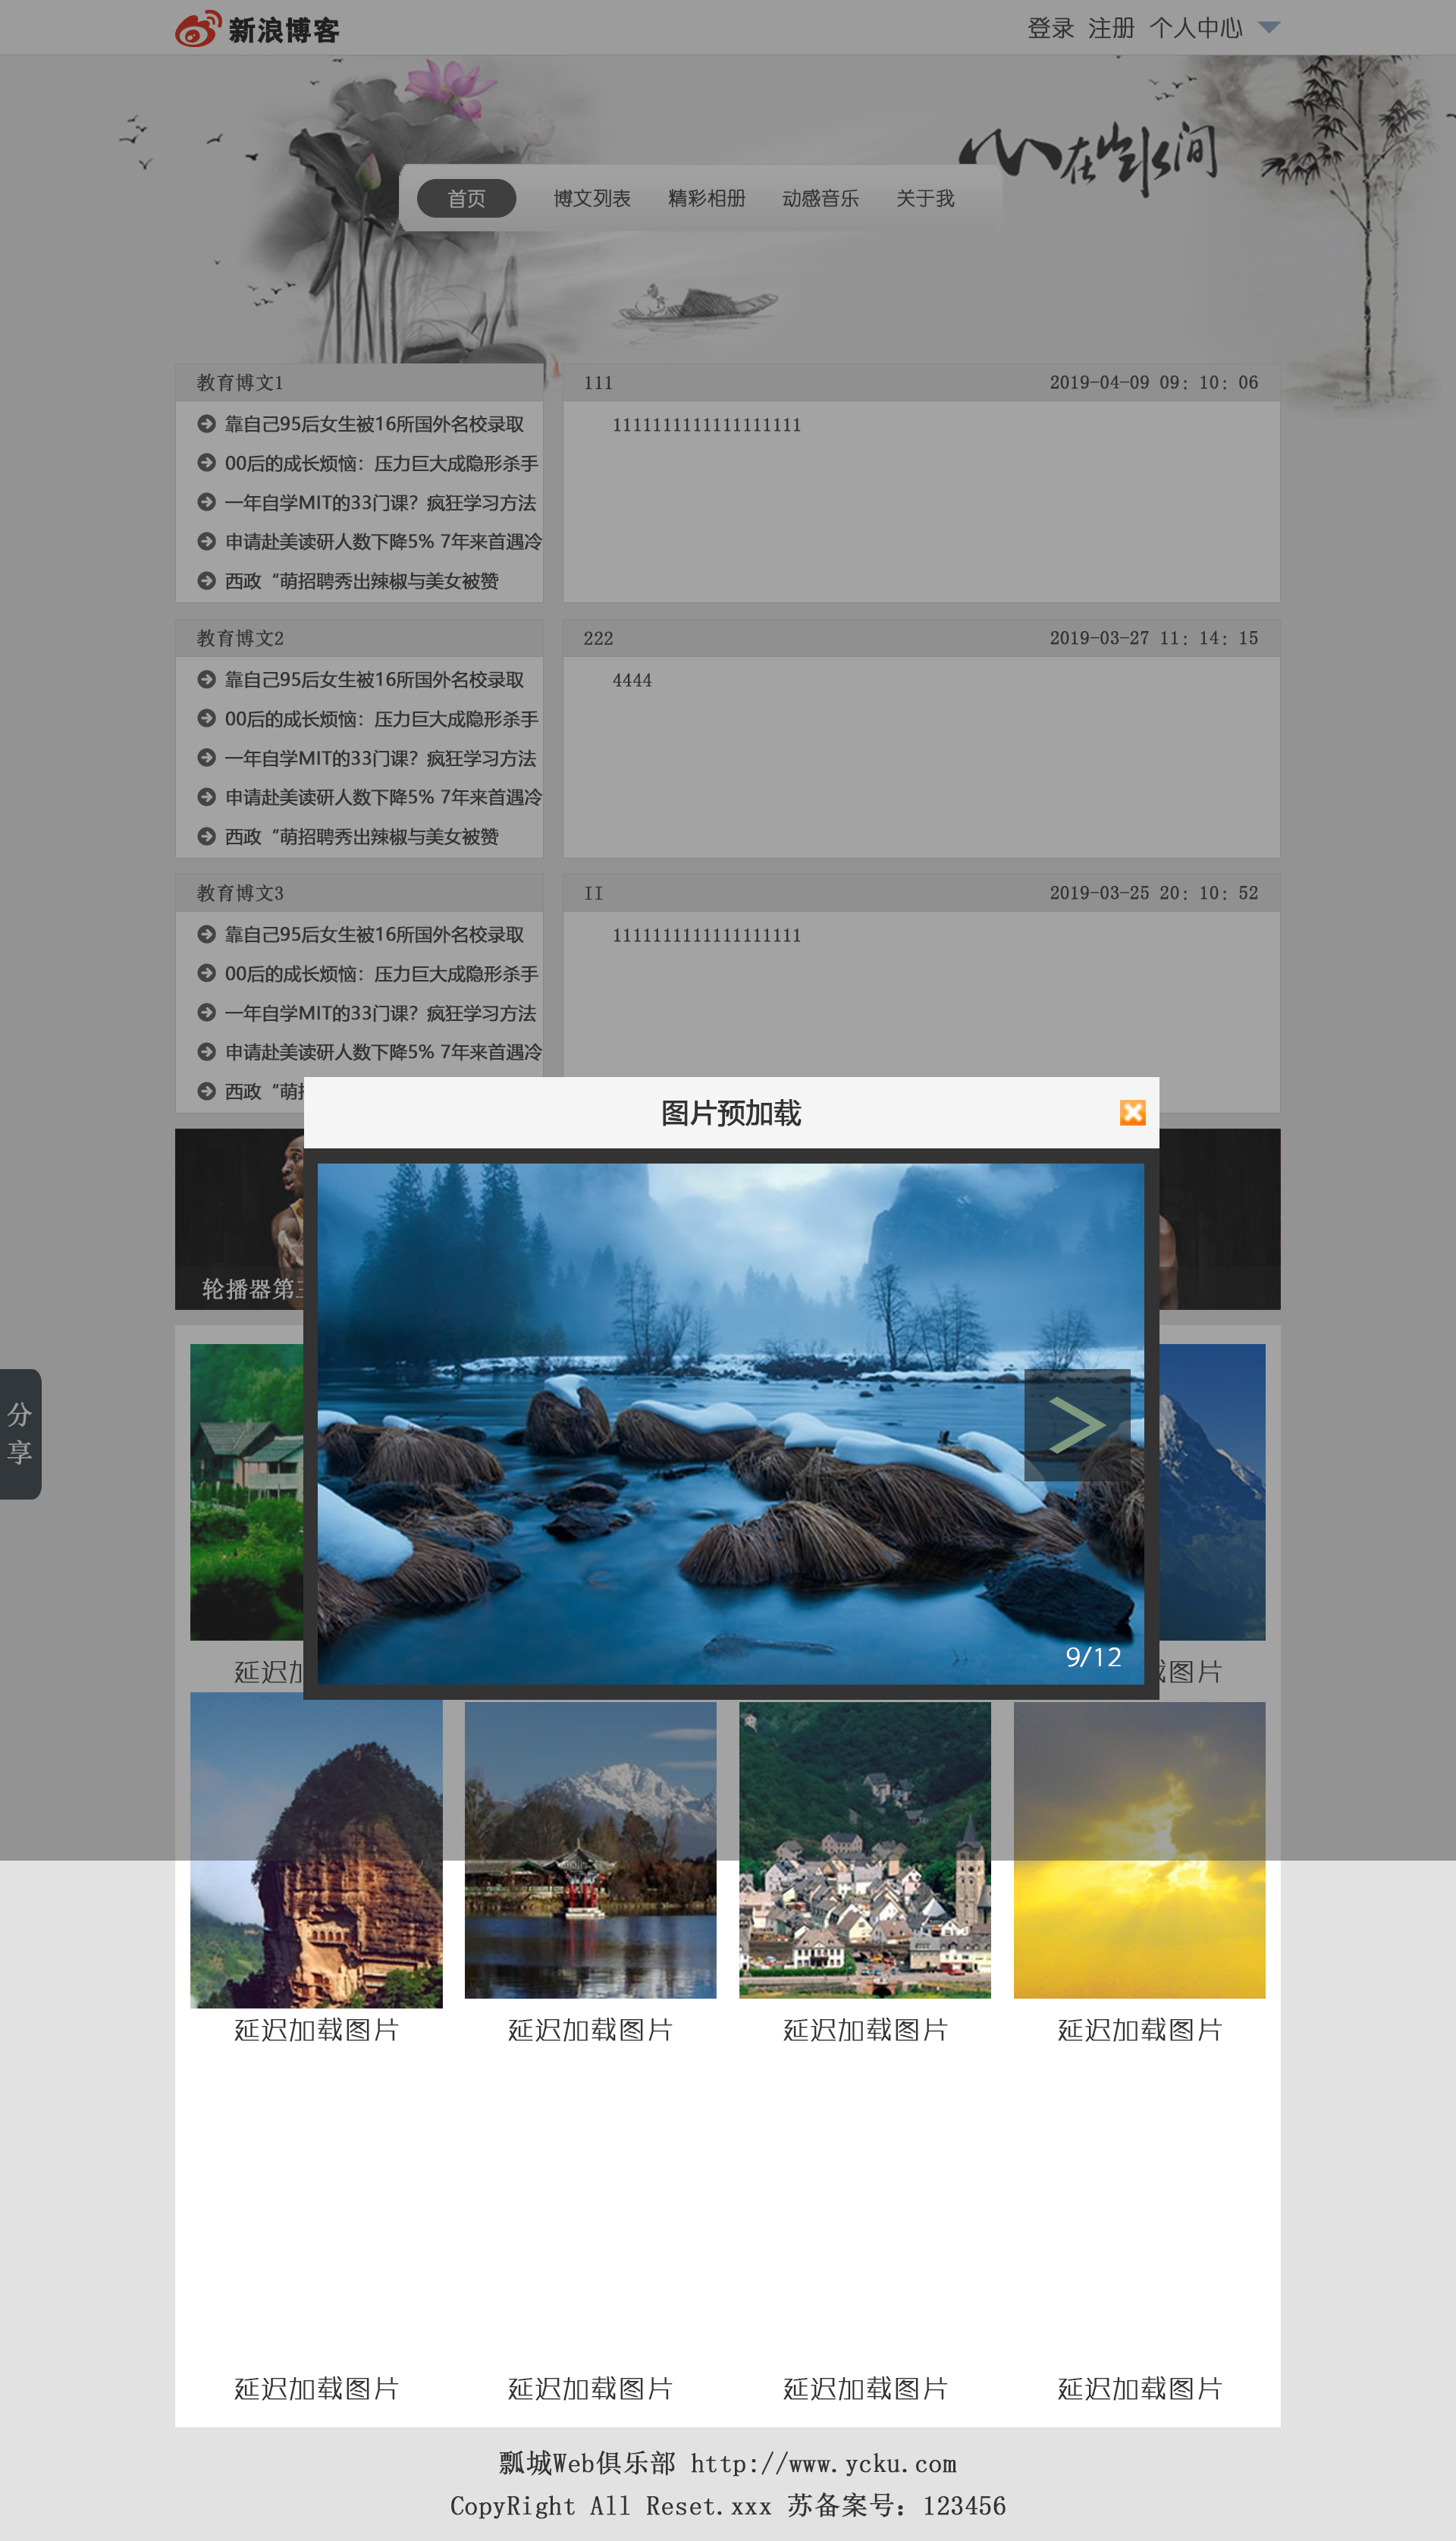 新浪博客
登录 注册 个人中心
心在山水间
首页 博文列表 精彩相册 动感音乐 关于我
教育博文1
靠自己95后女生被16所国外名校录取
00后的成长烦恼：压力巨大成隐形杀手
一年自学MIT的33门课？疯狂学习方法
申请赴美读研人数下降5% 7年来首遇冷
西政“萌招聘秀出辣椒与美女被赞
111 2019-04-09 09：10：06
1111111111111111111
教育博文2
靠自己95后女生被16所国外名校录取
00后的成长烦恼：压力巨大成隐形杀手
一年自学MIT的33门课？疯狂学习方法
申请赴美读研人数下降5% 7年来首遇冷
西政“萌招聘秀出辣椒与美女被赞
222 2019-03-27 11：14：15
4444
教育博文3
靠自己95后女生被16所国外名校录取
00后的成长烦恼：压力巨大成隐形杀手
一年自学MIT的33门课？疯狂学习方法
申请赴美读研人数下降5% 7年来首遇冷
西政“萌
II 2019-03-25 20：10：52
1111111111111111111
图片预加载
轮播器第
>
分
享
9/12
延迟加
图片
延迟加载图片 延迟加载图片 延迟加载图片 延迟加载图片
延迟加载图片 延迟加载图片 延迟加载图片 延迟加载图片
瓢城Web俱乐部 http://www.ycku.com
CopyRight All Reset.xxx 苏备案号：123456